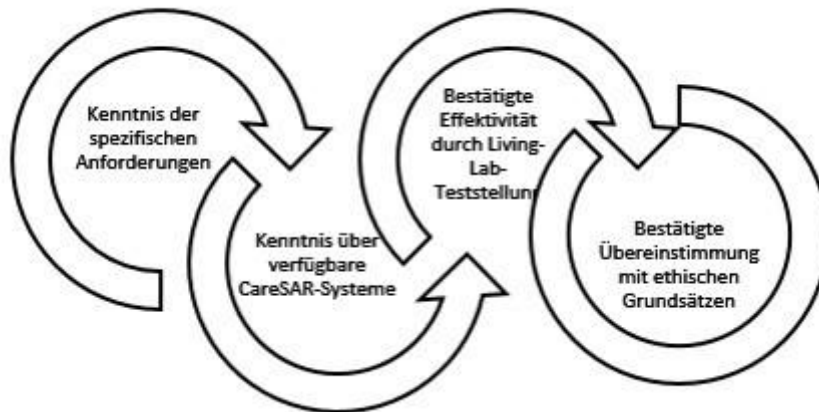 Kenntnis der
spezifischen
Anforderungen
Kenntnis über
verfügbare
CareSAR-Systeme
Bestätigte
Effektivität
durch Living-
Lab-
Teststellung
Bestätigte
Übereinstimmung
mit ethischen
Grundsätzen